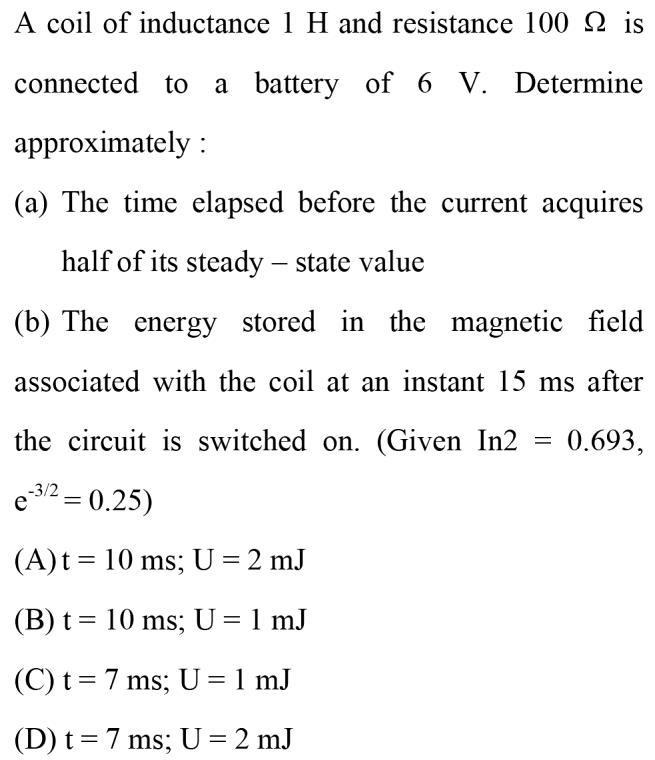 A coil of inductance 1 H and resistance 100 Ω is
connected to a battery of 6 V. Determine
approximately :
(a) The time elapsed before the current acquires
half of its steady – state value
(b) The energy stored in the magnetic field
associated with the coil at an instant 15 ms after
the circuit is switched on. (Given In2 = 0.693,
e^{-3/2} = 0.25)
(A) t = 10 ms; U = 2 mJ
(B) t = 10 ms; U = 1 mJ
(C) t = 7 ms; U = 1 mJ
(D) t = 7 ms; U = 2 mJ